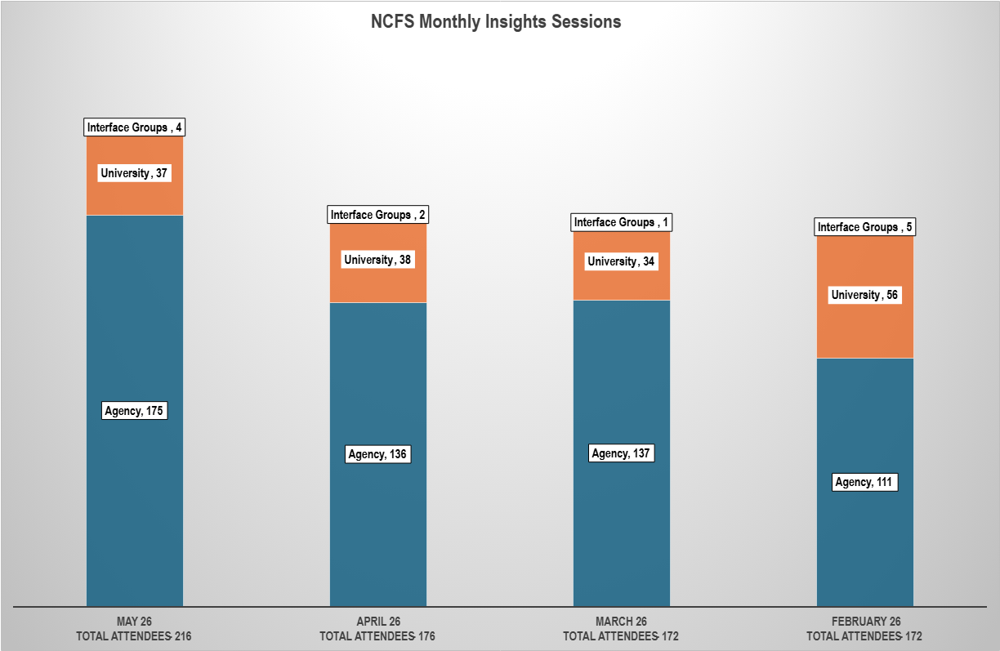 NCFS Monthly Insights Sessions
Interface Groups , 4
University, 37
Agency, 175
Interface Groups , 2
University, 38
Agency, 136
Interface Groups , 1
University, 34
Agency, 137
Interface Groups , 5
University, 56
Agency, 111
MAY 26
TOTAL ATTENDEES- 216
APRIL 26
TOTAL ATTENDEES- 176
MARCH 26
TOTAL ATTENDEES- 172
FEBRUARY 26
TOTAL ATTENDEES- 172